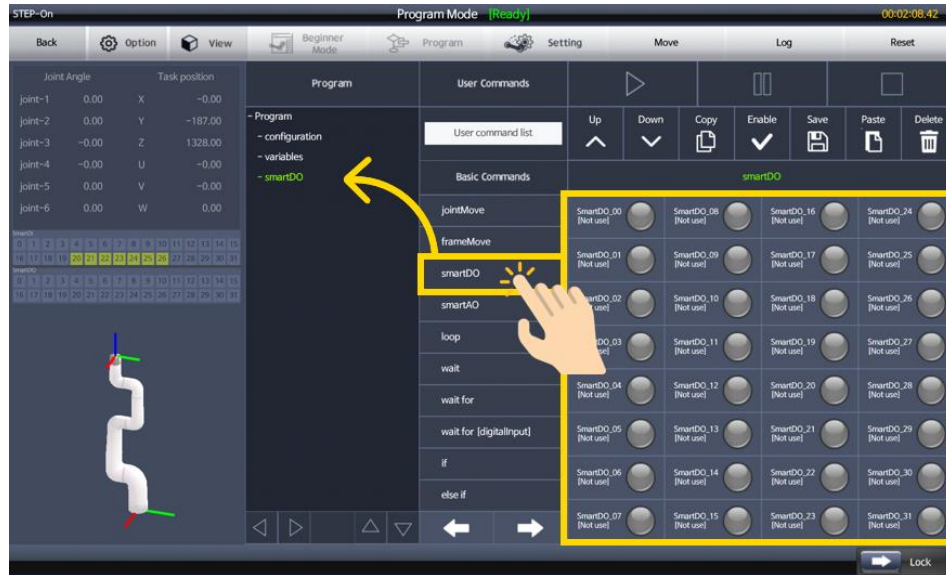 STEP-On
Program Mode [Ready]
00:02:08.42
Back
Option
View
Beginner
Mode
Program
Setting
Move
Log
Reset
Joint Angle Task position
joint-1 0.00 X -0.00
joint-2 0.00 Y -187.00
joint-3 -0.00 Z 1328.00
joint-4 -0.00 U -0.00
joint-5 0.00 V -0.00
joint-6 0.00 W 0.00
SmartDI
0 1 2 3 4 5 6 7 8 9 10 11 12 13 14 15
16 17 18 19 20 21 22 23 24 25 26 27 28 29 30 31
SmartDO
0 1 2 3 4 5 6 7 8 9 10 11 12 13 14 15
16 17 18 19 20 21 22 23 24 25 26 27 28 29 30 31
Program
- Program
- configuration
- variables
- smartDO
User Commands
User command list
Basic Commands
jointMove
frameMove
smartDO
smartAO
loop
wait
wait for
wait for [digitalInput]
if
else if
Up Down Copy Enable Save Paste Delete
smartDO
SmartDO_00 SmartDO_08 SmartDO_16 SmartDO_24
[Not use] [Not use] [Not use] [Not use]
SmartDO_01 SmartDO_09 SmartDO_17 SmartDO_25
[Not use] [Not use] [Not use] [Not use]
SmartDO_10 SmartDO_18 SmartDO_26
[Not use] [Not use] [Not use]
SmartDO_11 SmartDO_19 SmartDO_27
[Not use] [Not use] [Not use]
SmartDO_04 SmartDO_12 SmartDO_20 SmartDO_28
[Not use] [Not use] [Not use] [Not use]
SmartDO_05 SmartDO_13 SmartDO_21 SmartDO_29
[Not use] [Not use] [Not use] [Not use]
SmartDO_06 SmartDO_14 SmartDO_22 SmartDO_30
[Not use] [Not use] [Not use] [Not use]
SmartDO_07 SmartDO_15 SmartDO_23 SmartDO_31
[Not use] [Not use] [Not use] [Not use]
Lock